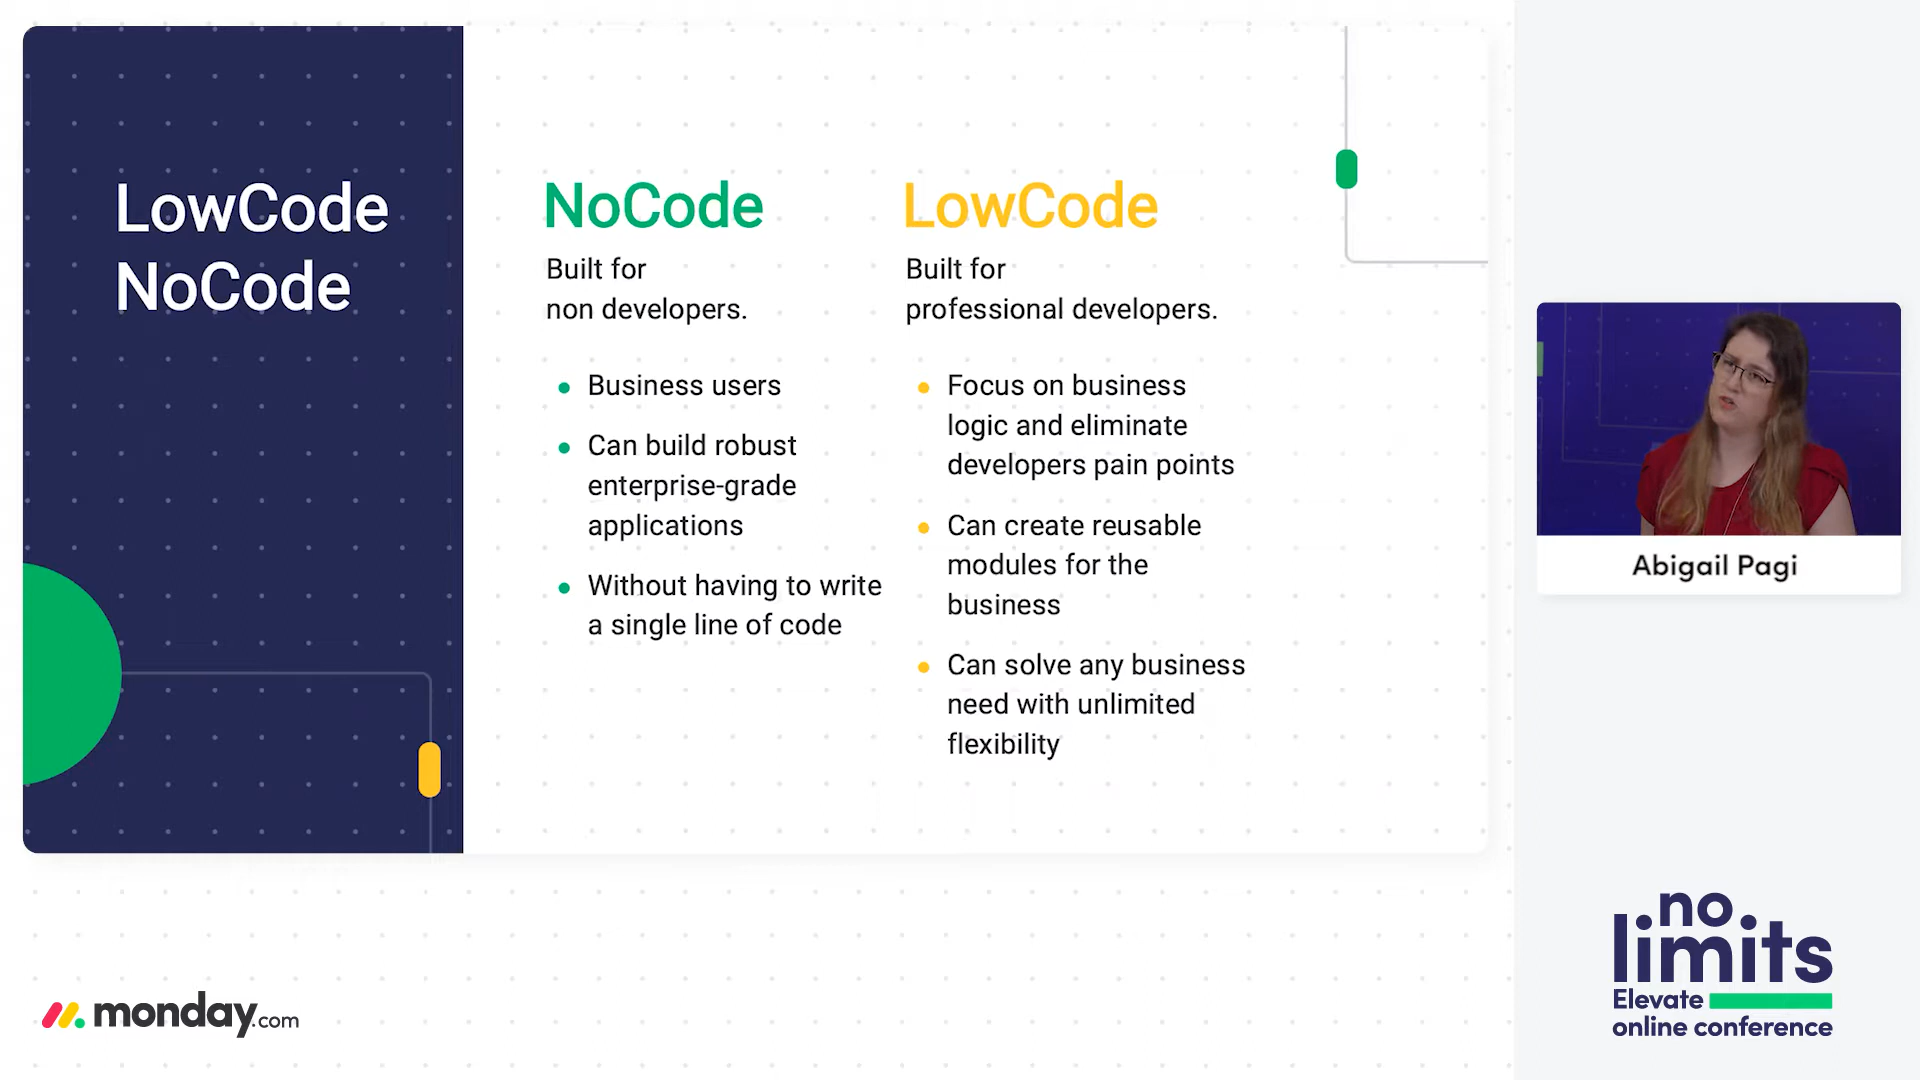 LowCode
NoCode
NoCode
Built for
non developers.
Business users
Can build robust
enterprise-grade
applications
Without having to write
a single line of code
LowCode
Built for
professional developers.
Focus on business
logic and eliminate
developers pain points
Can create reusable
modules for the
business
Can solve any business
need with unlimited
flexibility
Abigail Pagi
monday.com
no
limits
Elevate
online conference